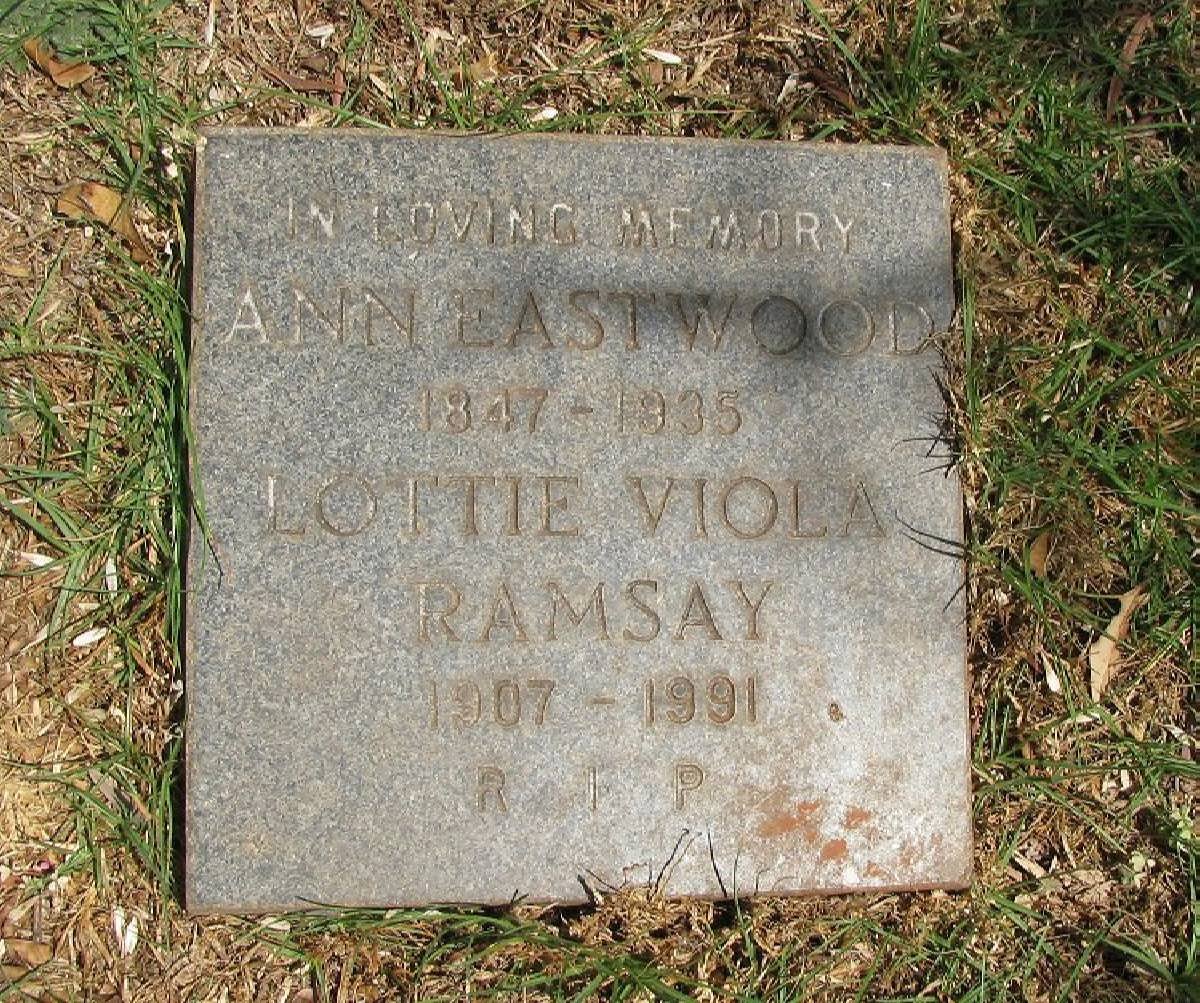 IN LOVING MEMORY
ANN EASTWOOD
1847 - 1935
LOTTIE VIOLA
RAMSAY
1907 - 1991
R I P